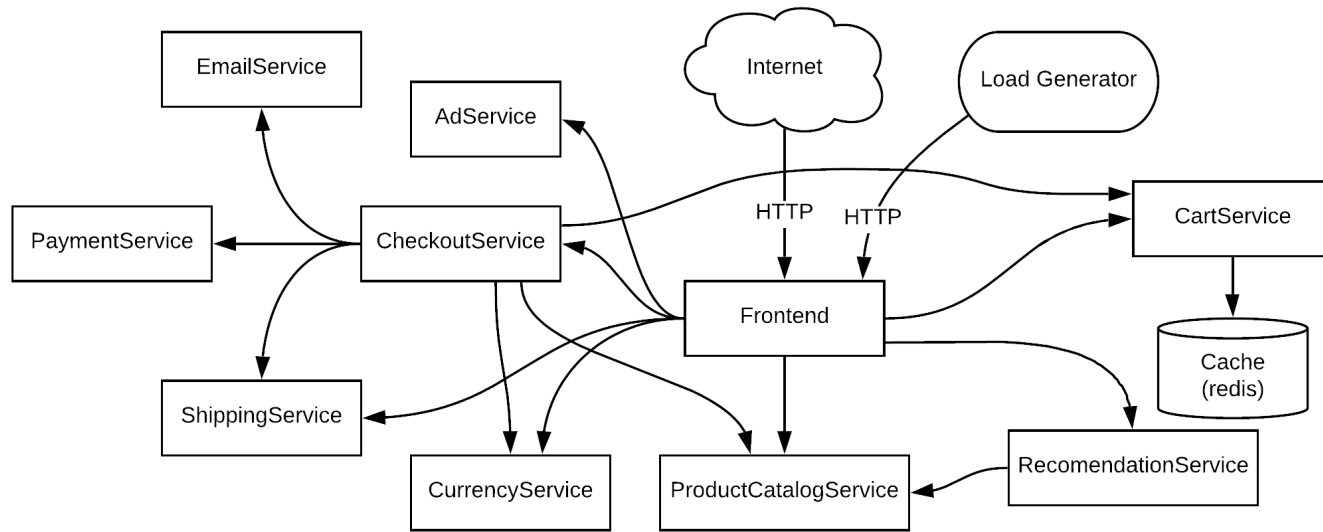 EmailService
Internet
Load Generator
AdService
HTTP
HTTP
PaymentService
CheckoutService
CartService
Frontend
Cache
(redis)
ShippingService
RecomendationService
CurrencyService
ProductCatalogService